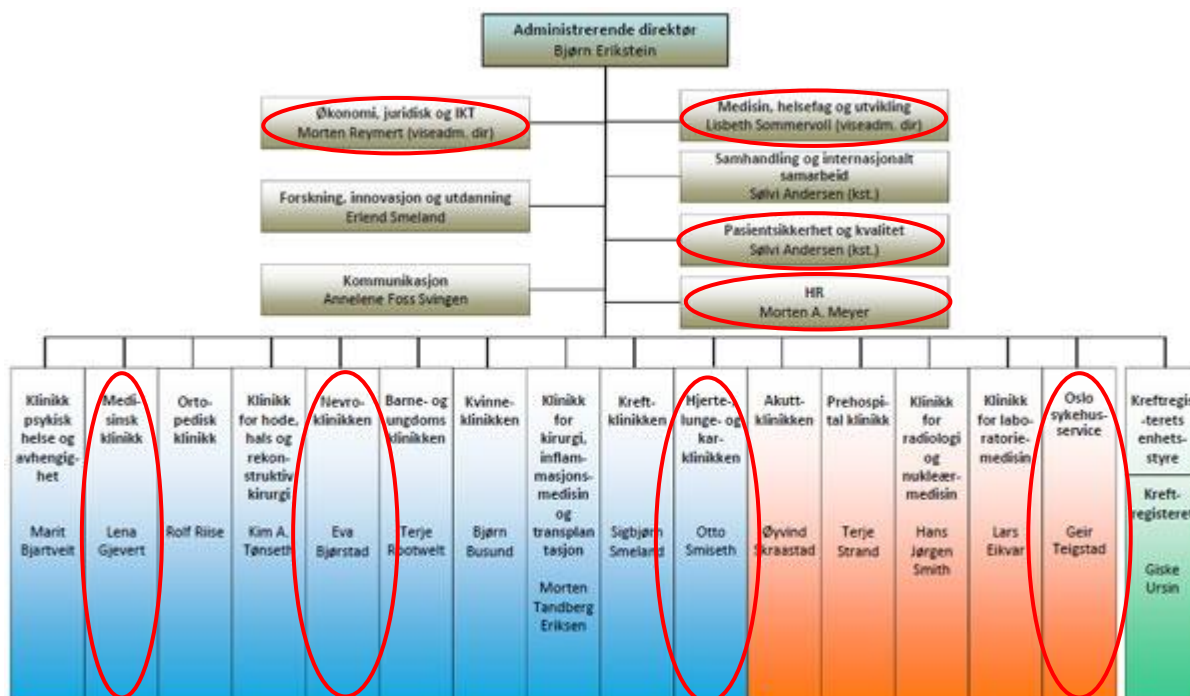 Administrerende direktør
Bjørn Erikstein
Økonomi, juridisk og IKT
Morten Reymert (viseadm. dir)
Medisin, helsefag og utvikling
Lisbeth Sommervoll (viseadm. dir)
Samhandling og internasjonalt
samarbeid
Sølvi Andersen (kst.)
Forskning, innovasjon og utdanning
Erlend Smeland
Pasientsikkerhet og kvalitet
Sølvi Andersen (kst.)
Kommunikasjon
Annelene Foss Svingen
HR
Morten A. Meyer
Klinikk
psykisk
helse og
avhengig-
het
Marit
Bjartveit
Medi-
sinsk
klinikk
Lena
Gjevert
Orto-
pedisk
klinikk
Rolf Riise
Klinikk
for hode,
hals og
rekon-
struktiv
kirurgi
Kim A.
Tønseth
Nevro-
klinikken
Eva
Bjørstad
Barne- og
ungdoms
klinikken
Terje
Rootwelt
Kvinne-
klinikken
Bjørn
Busund
Klinikk
for
kirurgi,
inflam-
masjons-
medisin
og
transplan
tasjon
Morten
Tandberg
Eriksen
Kreft-
klinikken
Sigbjørn
Smeland
Hjerte-
lunge- og
kar-
klinikken
Otto
Smiseth
Akutt-
klinikken
Øyvind
Skraastad
Prehospi-
tal klinikk
Terje
Strand
Klinikk
for
radiologi
og
nukleær-
medisin
Hans
Jørgen
Smith
Klinikk
for labo-
ratorie-
medisin
Lars
Eikvar
Oslo
sykehus-
service
Geir
Teigstad
Kreftregis
-terets
enhets-
styre
Kreft-
registeret
Giske
Ursin